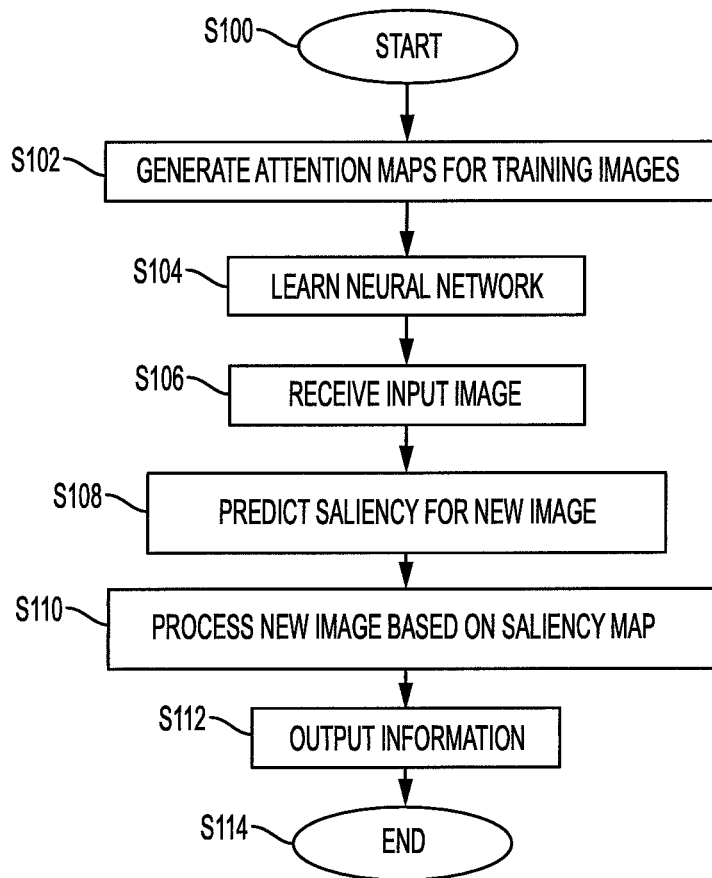 S100
START
S102
GENERATE ATTENTION MAPS FOR TRAINING IMAGES
S104
LEARN NEURAL NETWORK
S106
RECEIVE INPUT IMAGE
S108
PREDICT SALIENCY FOR NEW IMAGE
S110
PROCESS NEW IMAGE BASED ON SALIENCY MAP
S112
OUTPUT INFORMATION
S114
END